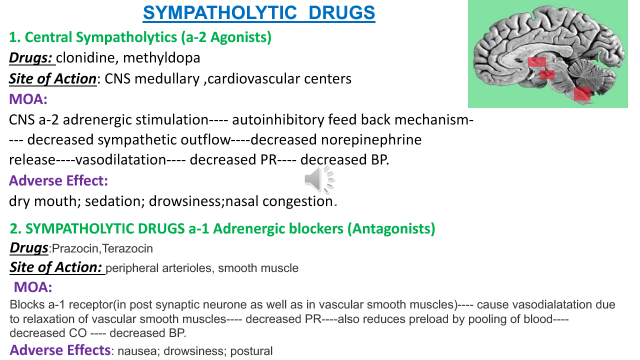 SYMPATHOLYTIC DRUGS
1. Central Sympatholytics (a-2 Agonists)
Drugs: clonidine, methyldopa
Site of Action: CNS medullary ,cardiovascular centers
MOA:
CNS a-2 adrenergic stimulation---- autoinhibitory feed back mechanism-
--- decreased sympathetic outflow----decreased norepinephrine
release----vasodilatation---- decreased PR---- decreased BP.
Adverse Effect:
dry mouth; sedation; drowsiness;nasal congestion.
2. SYMPATHOLYTIC DRUGS a-1 Adrenergic blockers (Antagonists)
Drugs:Prazocin,Terazocin
Site of Action: peripheral arterioles, smooth muscle
MOA:
Blocks a-1 receptor(in post synaptic neurone as well as in vascular smooth muscles)---- cause vasodialatation due
to relaxation of vascular smooth muscles---- decreased PR----also reduces preload by pooling of blood----
decreased CO ---- decreased BP.
Adverse Effects: nausea; drowsiness; postural